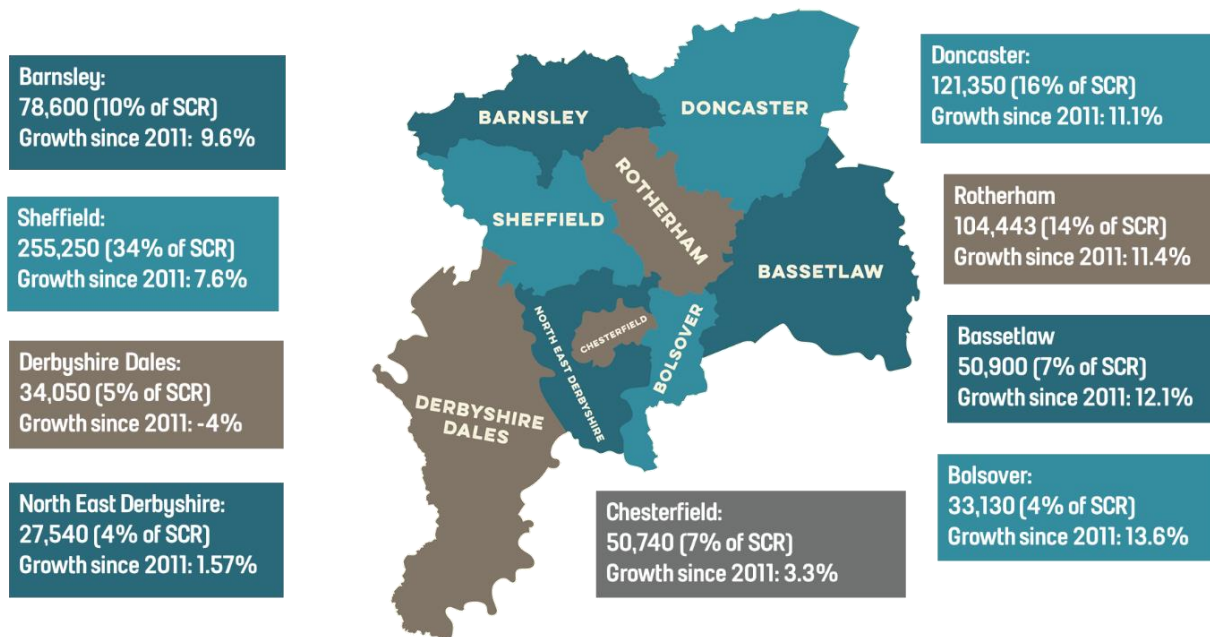 Barnsley:
78,600 (10% of SCR)
Growth since 2011: 9.6%
Sheffield:
255,250 (34% of SCR)
Growth since 2011: 7.6%
Derbyshire Dales:
34,050 (5% of SCR)
Growth since 2011: -4%
North East Derbyshire:
27,540 (4% of SCR)
Growth since 2011: 1.57%
BARNSLEY
DONCASTER
SHEFFIELD
ROTHERHAM
BASSETLAW
NORTH EAST DERBYSHIRE
CHESTERFIELD
BOLSOVER
DERBYSHIRE
DALES
Chesterfield:
50,740 (7% of SCR)
Growth since 2011: 3.3%
Doncaster:
121,350 (16% of SCR)
Growth since 2011: 11.1%
Rotherham
104,443 (14% of SCR)
Growth since 2011: 11.4%
Bassetlaw
50,900 (7% of SCR)
Growth since 2011: 12.1%
Bolsover:
33,130 (4% of SCR)
Growth since 2011: 13.6%